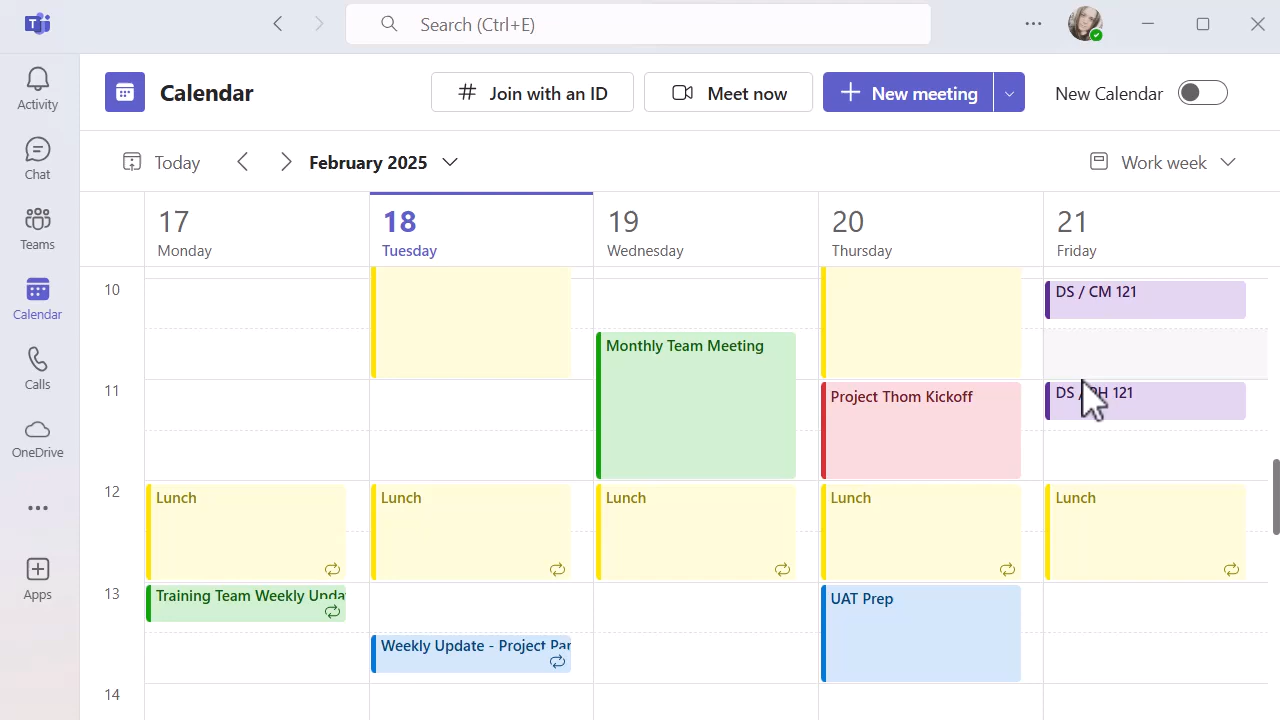 Search (Ctrl+E)
Activity
Chat
Teams
Calendar
Calls
OneDrive
Apps
Calendar
# Join with an ID
Meet now
New meeting
New Calendar
Today
February 2025
Work week
17
Monday
18
Tuesday
19
Wednesday
20
Thursday
21
Friday
10
11
12
13
14
DS / CM 121
Monthly Team Meeting
Project Thom Kickoff
DS / H 121
Lunch
Lunch
Lunch
Lunch
Lunch
Training Team Weekly Upda
UAT Prep
Weekly Update - Project Par